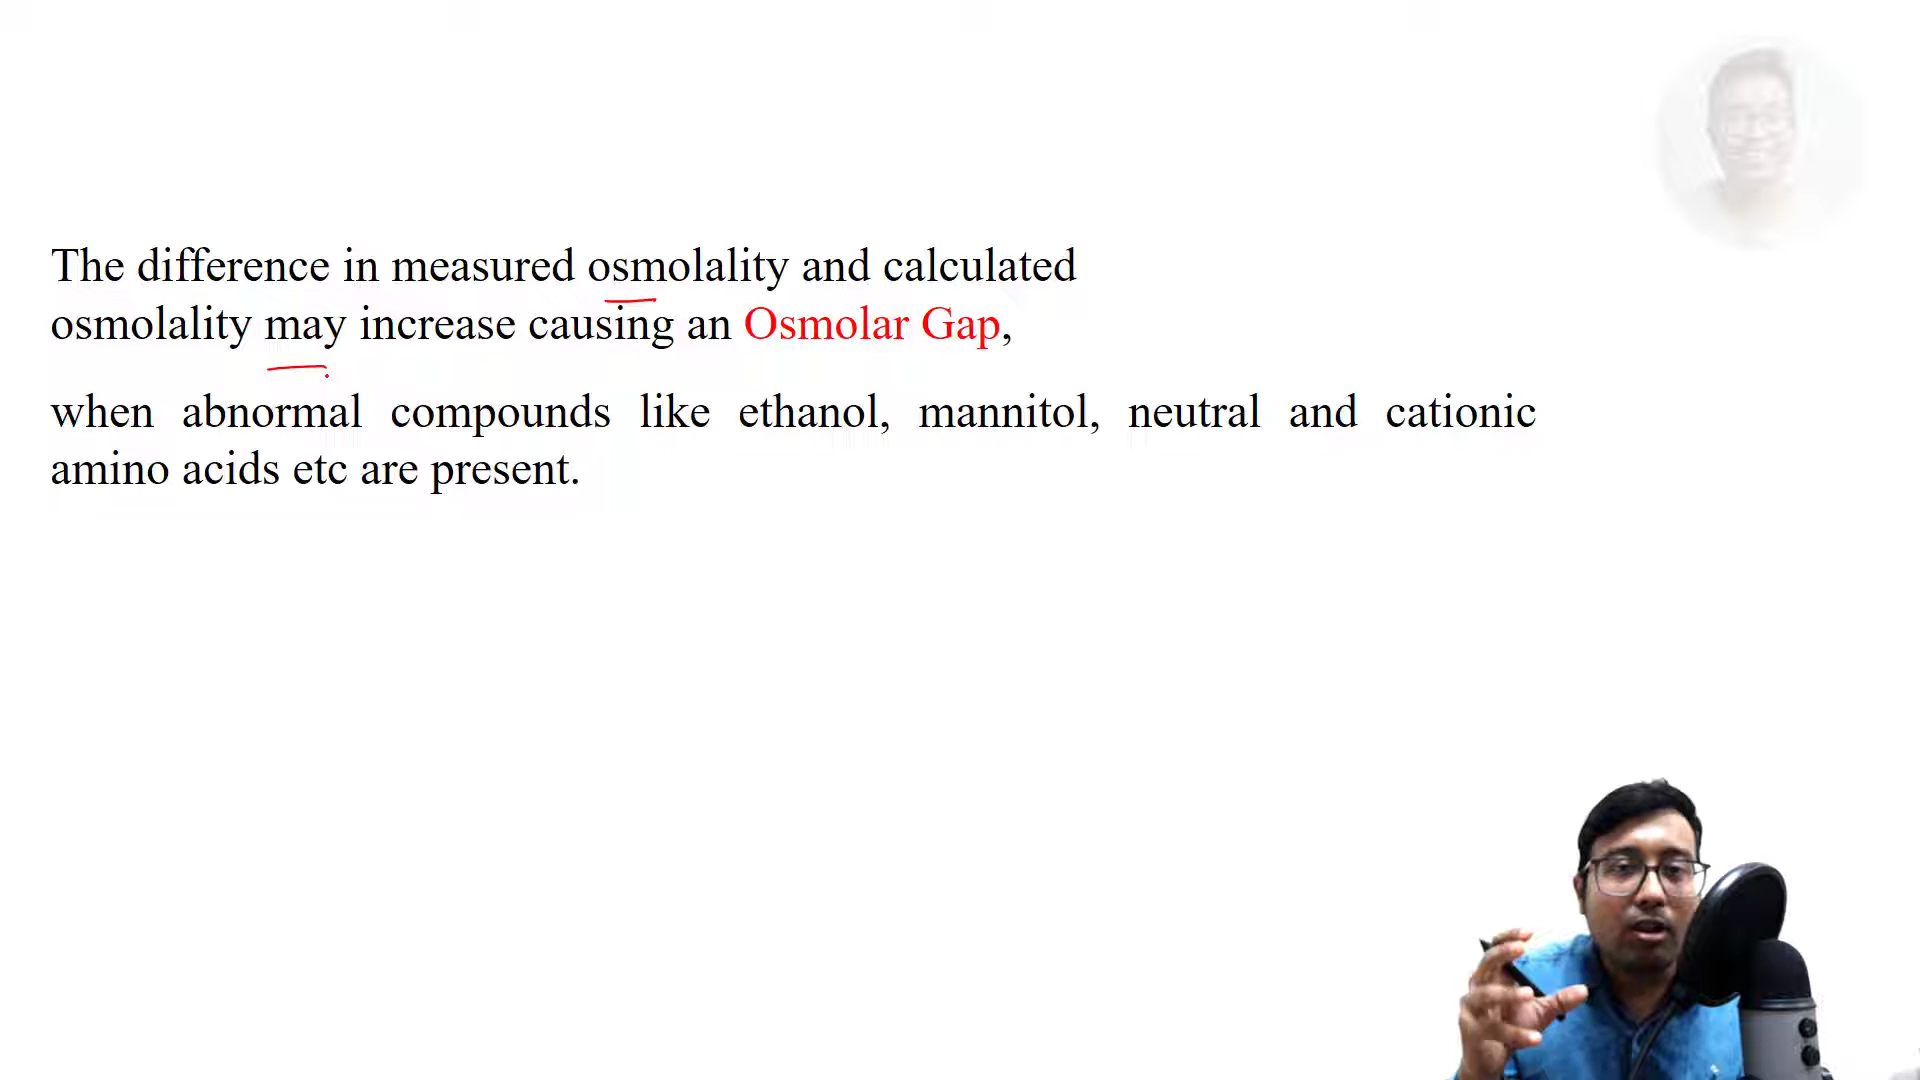 The difference in measured osmolality and calculated
osmolality may increase causing an Osmolar Gap,
when abnormal compounds like ethanol, mannitol, neutral and cationic
amino acids etc are present.